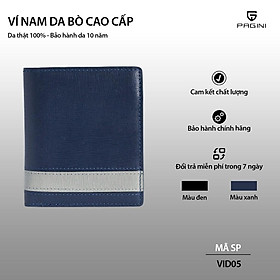 VÍ NAM DA BÒ CAO CẤP
Da thật 100% - Bảo hành da 10 năm
PAGINI
Cam kết chất lượng
Bảo hành chính hãng
Đổi trả miễn phí trong 7 ngày
Màu đen
Màu xanh
MÃ SP
VID05